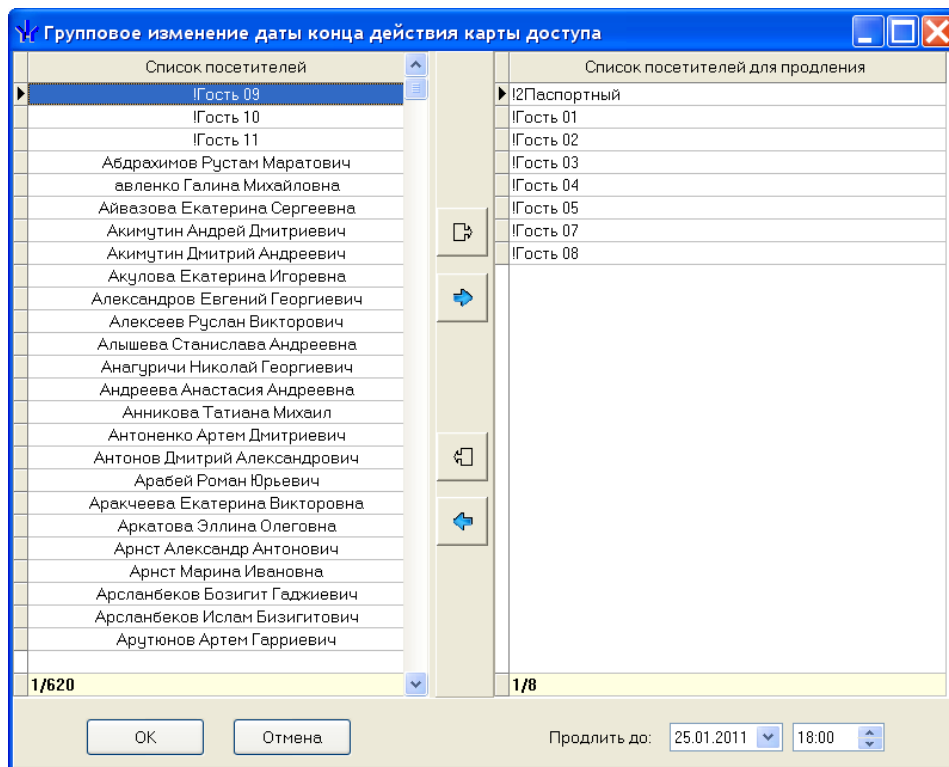 Групповое изменение даты конца действия карты доступа
Список посетителей
!Гость 09
!Гость 10
!Гость 11
Абдрахимов Рустам Маратович
авленко Галина Михайловна
Айвазова Екатерина Сергеевна
Акимутин Андрей Дмитриевич
Акимутин Дмитрий Андреевич
Акулова Екатерина Игоревна
Александров Евгений Георгиевич
Алексеев Руслан Викторович
Алышева Станислава Андреевна
Анагуричи Николай Георгиевич
Андреева Анастасия Андреевна
Анникова Татиана Михаил
Антоненко Артем Дмитриевич
Антонов Дмитрий Александрович
Арабей Роман Юрьевич
Аракчеева Екатерина Викторовна
Аркатова Эллина Олеговна
Арнст Александр Антонович
Арнст Марина Ивановна
Арсланбеков Бозигит Гаджиевич
Арсланбеков Ислам Бизигитович
Арутюнов Артем Гарриевич
1/620
Список посетителей для продления
!2Паспортный
!Гость 01
!Гость 02
!Гость 03
!Гость 04
!Гость 05
!Гость 07
!Гость 08
1/8
OK
Отмена
Продлить до:
25.01.2011
18:00